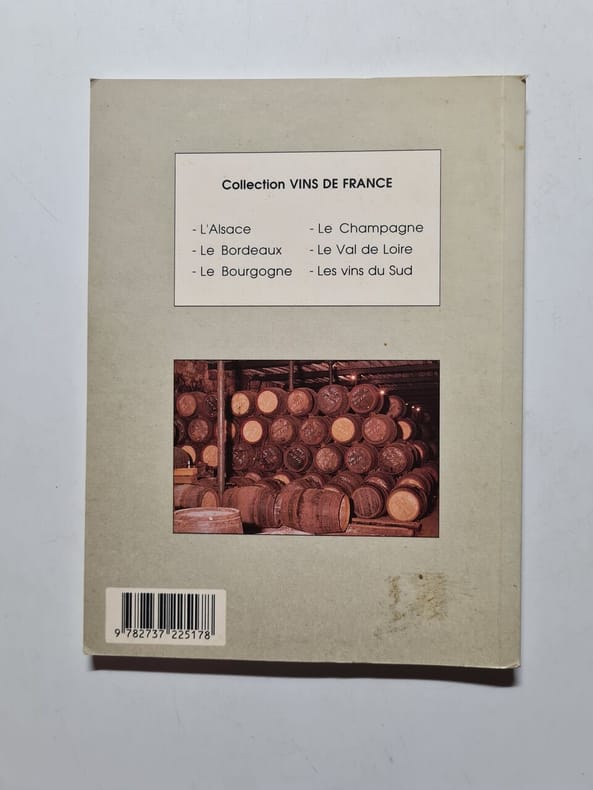 Collection VINS DE FRANCE
- L'Alsace
- Le Bordeaux
- Le Bourgogne
- Le Champagne
- Le Val de Loire
- Les vins du Sud
9 782737 225178